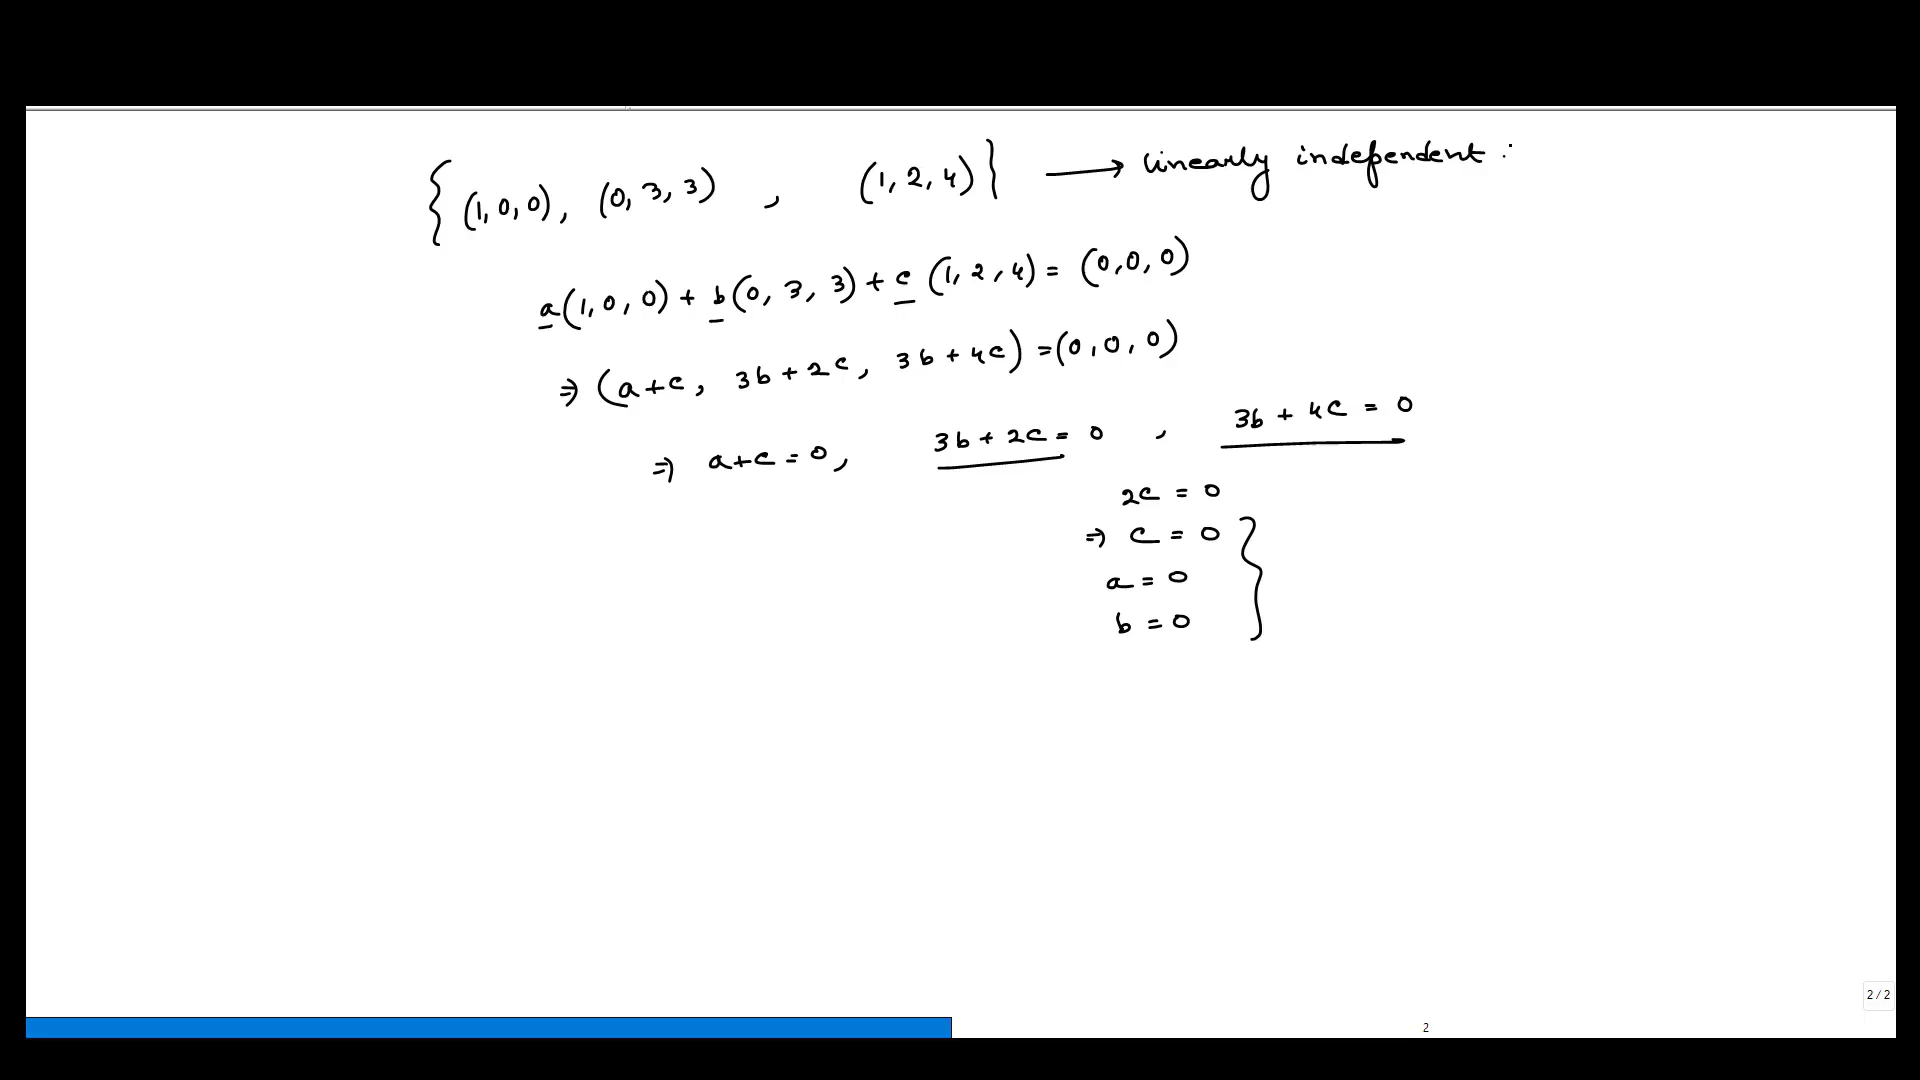 {(1, 0, 0), (0, 3, 3) , (1, 2, 4)} → linearly independent .
a(1, 0, 0) + b(0, 3, 3) + c(1, 2, 4) = (0, 0, 0)
⇒ (a+c, 3b + 2c, 3b + 4c) = (0, 0, 0)
⇒ a+c = 0, 3b + 2c = 0 , 3b + 4c = 0
2c = 0
⇒ c = 0
a = 0
b = 0
2 / 2
2